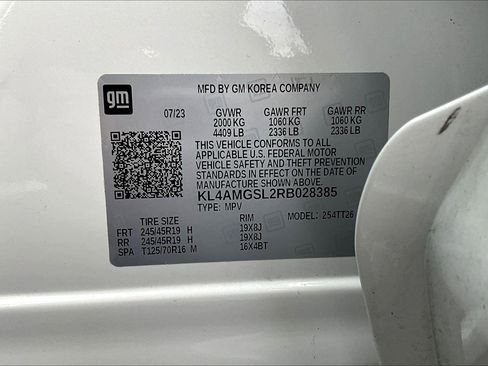 gm
MFD BY GM KOREA COMPANY
07/23 GVWR GAWR FRT GAWR RR
2000 KG 1060 KG 1060 KG
4409 LB 2336 LB 2336 LB
THIS VEHICLE CONFORMS TO ALL
APPLICABLE U.S. FEDERAL MOTOR
VEHICLE SAFETY AND THEFT PREVENTION
STANDARDS IN EFFECT ON THE DATE OF
MANUFACTURE SHOWN ABOVE.
KL4AMGSL2RB028385
TYPE: MPV MODEL: 254TT26
TIRE SIZE RIM
FRT 245/45R19 H 19X8J
RR 245/45R19 H 19X8J
SPA T125/70R16 M 16X4BT